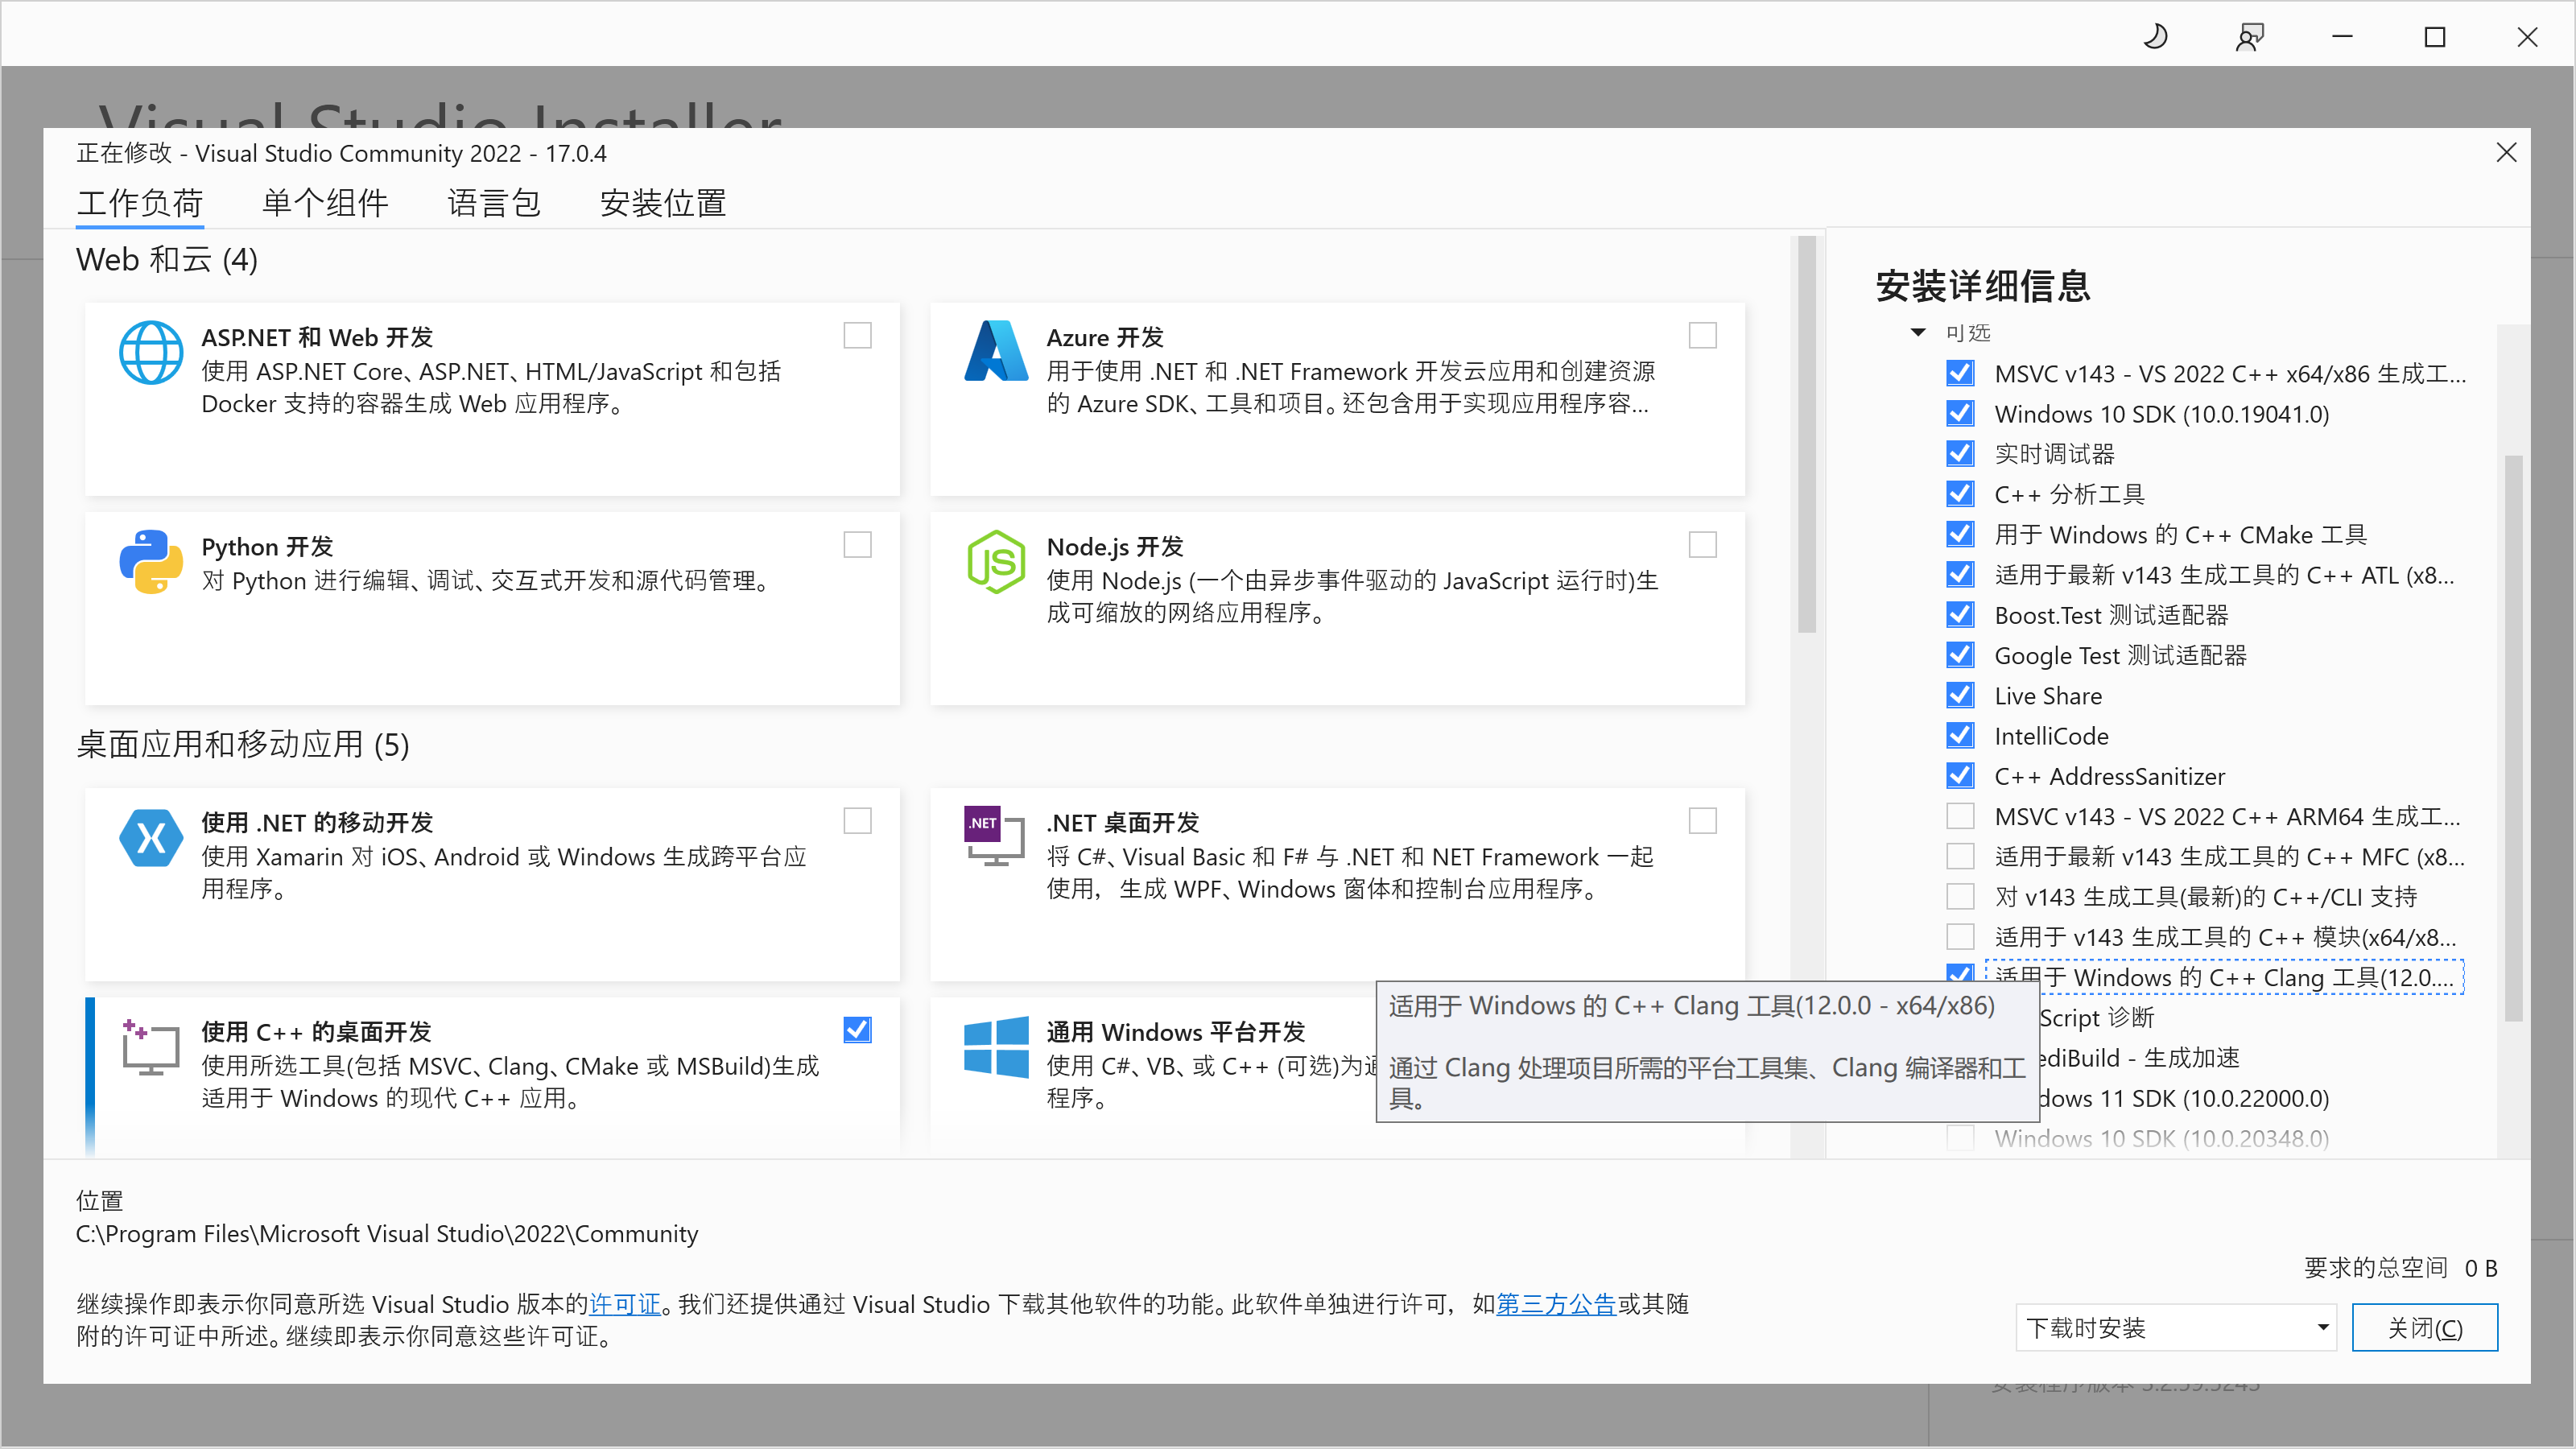 Visual Studio Installer
正在修改 - Visual Studio Community 2022 - 17.0.4
工作负荷 单个组件 语言包 安装位置
Web 和云 (4)
ASP.NET 和 Web 开发
使用 ASP.NET Core、ASP.NET、HTML/JavaScript 和包括
Docker 支持的容器生成 Web 应用程序。
Azure 开发
用于使用 .NET 和 .NET Framework 开发云应用和创建资源
的 Azure SDK、工具和项目。还包含用于实现应用程序容...
Python 开发
对 Python 进行编辑、调试、交互式开发和源代码管理。
Node.js 开发
使用 Node.js (一个由异步事件驱动的 JavaScript 运行时)生
成可缩放的网络应用程序。
JS
桌面应用和移动应用 (5)
使用 .NET 的移动开发
使用 Xamarin 对 iOS、Android 或 Windows 生成跨平台应
用程序。
.NET
.NET 桌面开发
将 C#、Visual Basic 和 F# 与 .NET 和 NET Framework 一起
使用，生成 WPF、Windows 窗体和控制台应用程序。
使用 C++ 的桌面开发
使用所选工具(包括 MSVC、Clang、CMake 或 MSBuild)生成
适用于 Windows 的现代 C++ 应用。
通用 Windows 平台开发
使用 C#、VB、或 C++ (可选)为通
程序。
安装详细信息
可选
MSVC v143 - VS 2022 C++ x64/x86 生成工...
Windows 10 SDK (10.0.19041.0)
实时调试器
C++ 分析工具
用于 Windows 的 C++ CMake 工具
适用于最新 v143 生成工具的 C++ ATL (x8...
Boost.Test 测试适配器
Google Test 测试适配器
Live Share
IntelliCode
C++ AddressSanitizer
MSVC v143 - VS 2022 C++ ARM64 生成工...
适用于最新 v143 生成工具的 C++ MFC (x8...
对 v143 生成工具(最新)的 C++/CLI 支持
适用于 v143 生成工具的 C++ 模块(x64/x8...
适用于 Windows 的 C++ Clang 工具(12.0....
Script 诊断
ediBuild - 生成加速
dows 11 SDK (10.0.22000.0)
Windows 10 SDK (10.0.20348.0)
适用于 Windows 的 C++ Clang 工具(12.0.0 - x64/x86)
通过 Clang 处理项目所需的平台工具集、Clang 编译器和工
具。
位置
C:\Program Files\Microsoft Visual Studio\2022\Community
继续操作即表示你同意所选 Visual Studio 版本的许可证。我们还提供通过 Visual Studio 下载其他软件的功能。此软件单独进行许可，如第三方公告或其随
附的许可证中所述。继续即表示你同意这些许可证。
要求的总空间 0 B
下载时安装
关闭(C)